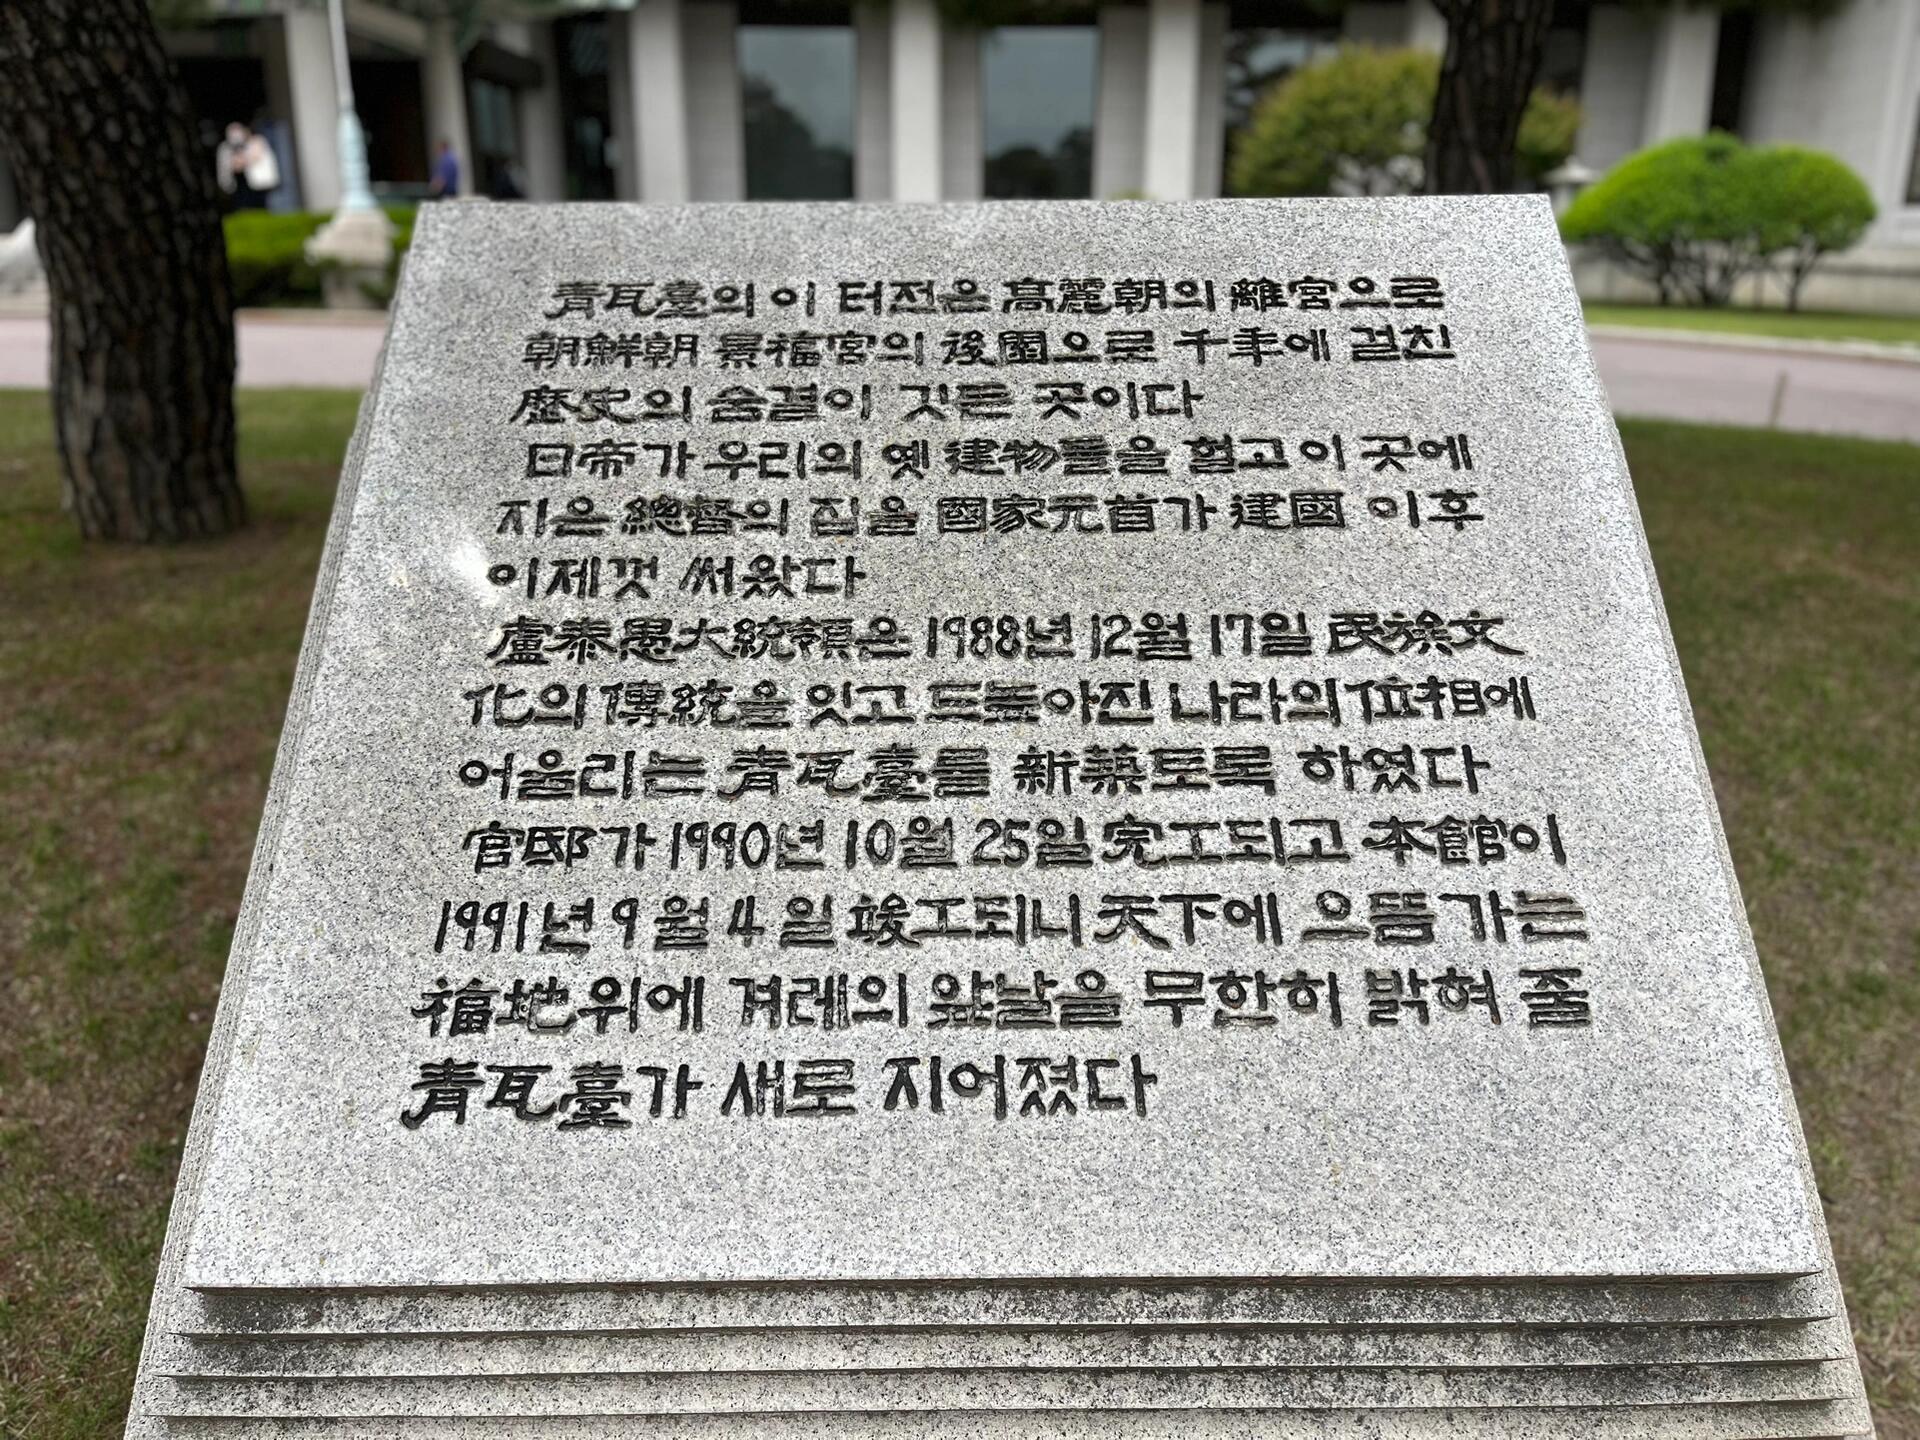 青瓦臺의 이 터전은 高麗朝의 離宮으로
朝鮮朝 景福宮의 後園으로 千年에 걸친
歷史의 숨결이 깃든 곳이다
日帝가 우리의 옛 建物들을 헐고 이 곳에
지은 總督의 집을 國家元首가 建國 이후
이제껏 써왔다
盧泰愚大統領은 1988년 12월 17일 民族文
化의 傳統을 잇고 드높아진 나라의 位相에
어울리는 青瓦臺를 新築토록 하였다
官邸가 1990년 10월 25일 完工되고 本館이
1991년 9월 4일 竣工되니 天下에 으뜸가는
福地위에 겨레의 앞날을 무한히 밝혀 줄
青瓦臺가 새로 지어졌다